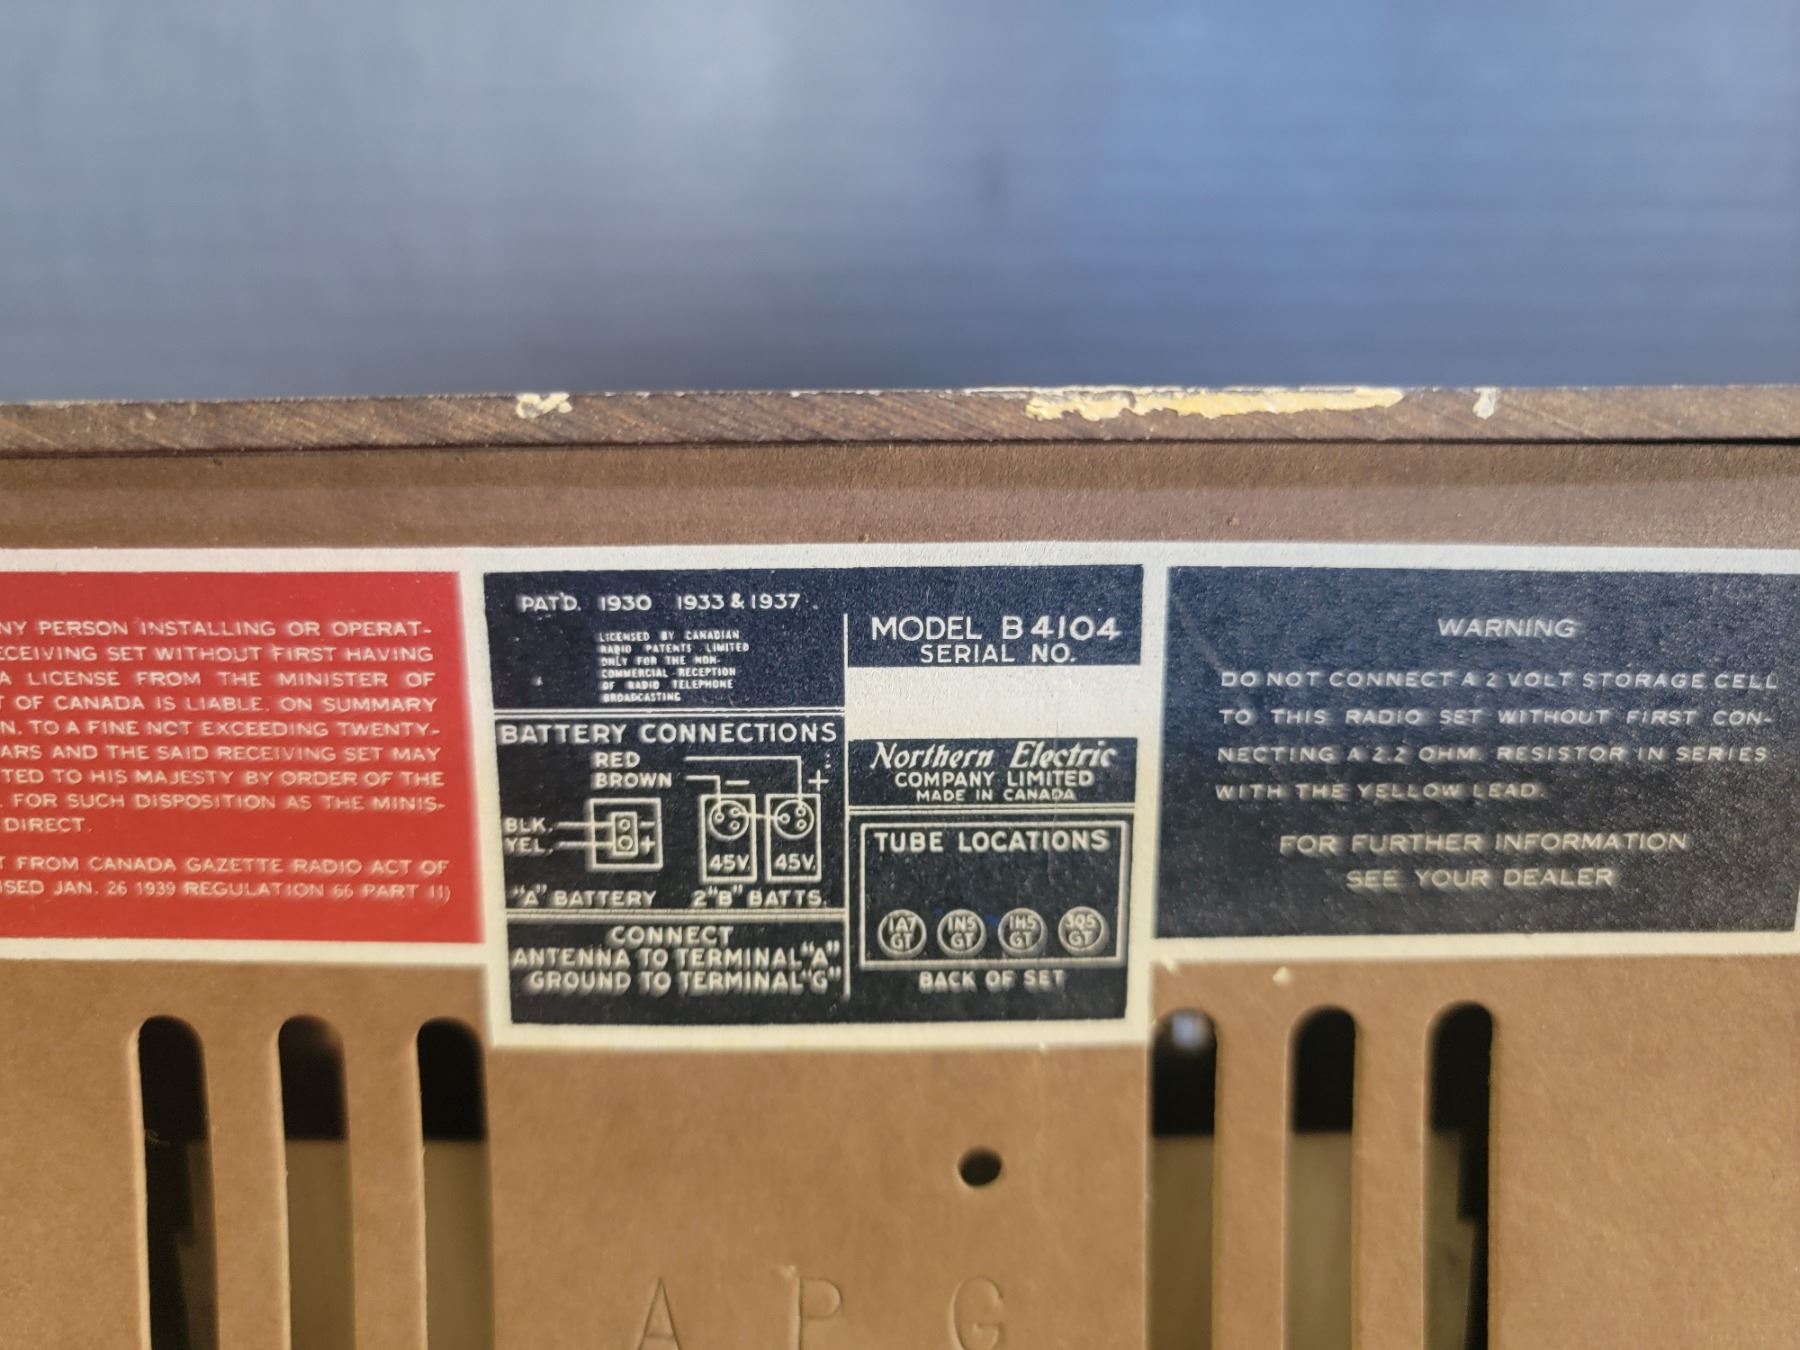 NY PERSON INSTALLING OR OPERAT-
ECEIVING SET WITHOUT FIRST HAVING
A LICENSE FROM THE MINISTER OF
T OF CANADA IS LIABLE, ON SUMMARY
N, TO A FINE NOT EXCEEDING TWENTY-
ARS AND THE SAID RECEIVING SET MAY
TED TO HIS MAJESTY BY ORDER OF THE
. FOR SUCH DISPOSITION AS THE MINIS-
DIRECT.
T FROM CANADA GAZETTE RADIO ACT OF
ISED JAN. 26 1939 REGULATION 66 PART II)
PAT'D. 1930 1933 & 1937.
LICENSED BY CANADIAN
RADIO PATENTS LIMITED
ONLY FOR THE NON-
COMMERCIAL RECEPTION
OF RADIO TELEPHONE
BROADCASTING
BATTERY CONNECTIONS
RED
BROWN
- +
BLK. -
YEL. +
45V. 45V.
"A" BATTERY 2 "B" BATTS.
CONNECT
ANTENNA TO TERMINAL "A"
GROUND TO TERMINAL "G"
MODEL B4104
SERIAL NO.
Northern Electric
COMPANY LIMITED
MADE IN CANADA
TUBE LOCATIONS
1A7 GT 1N5 GT 1H5 GT 3Q5 GT
BACK OF SET
WARNING
DO NOT CONNECT A 2 VOLT STORAGE CELL
TO THIS RADIO SET WITHOUT FIRST CON-
NECTING A 2.2 OHM RESISTOR IN SERIES
WITH THE YELLOW LEAD.
FOR FURTHER INFORMATION
SEE YOUR DEALER
A P G